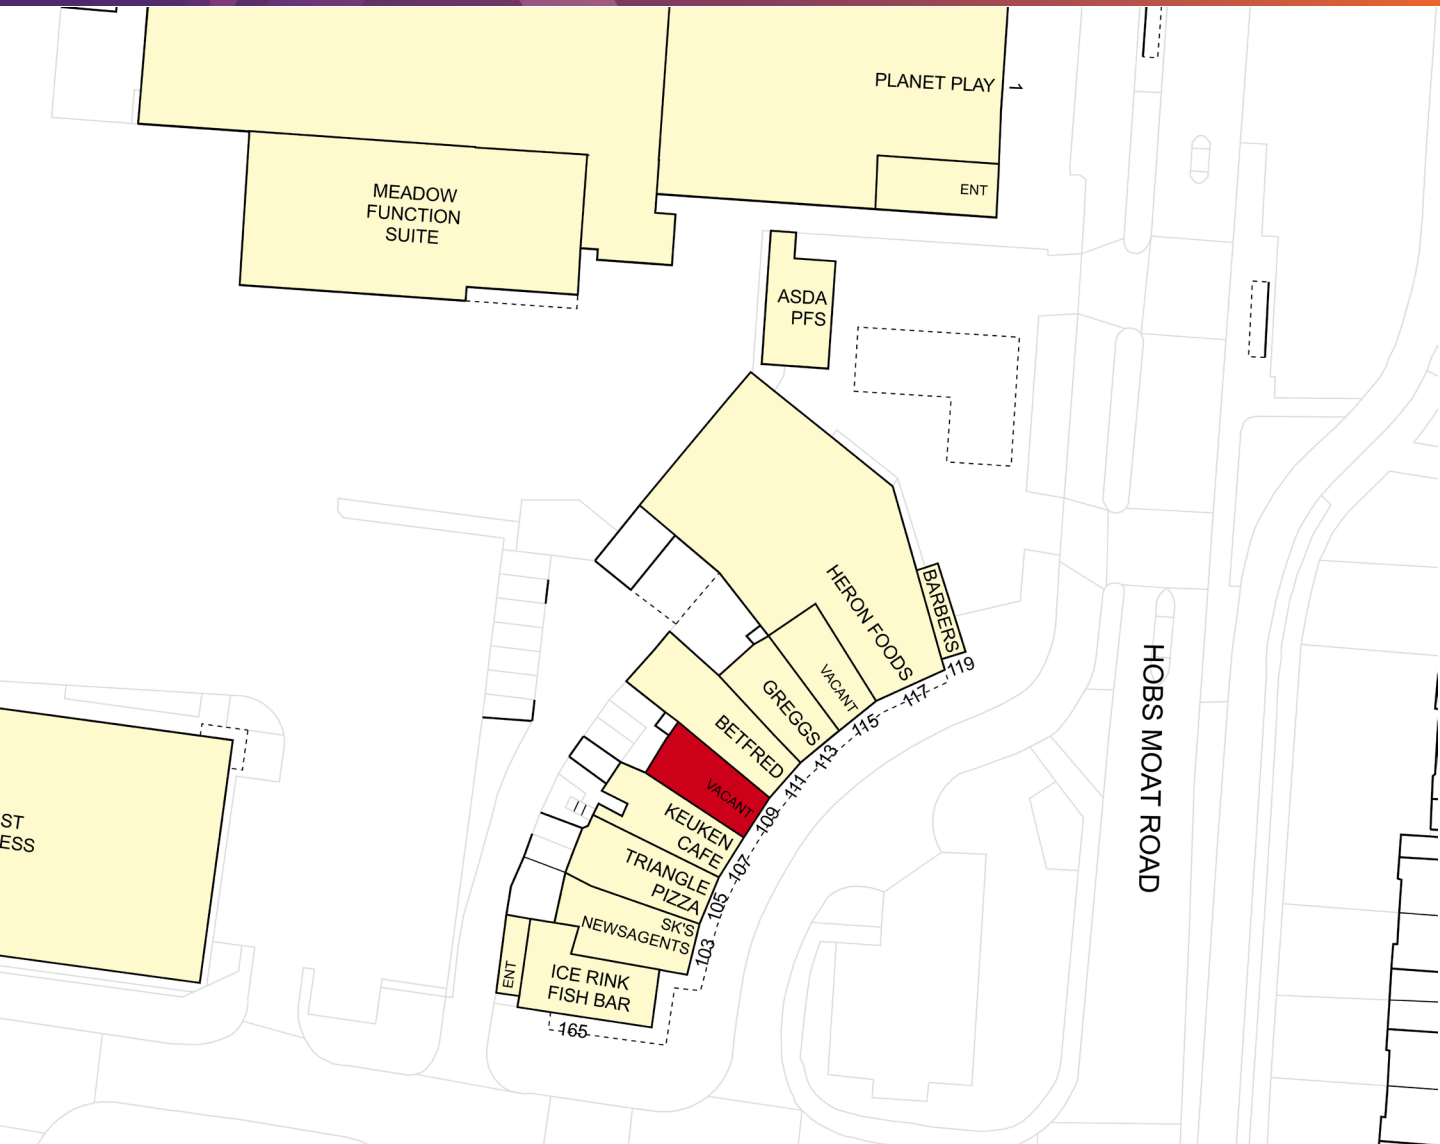 PLANET PLAY
1
ENT
MEADOW
FUNCTION
SUITE
ASDA
PFS
HERON FOODS
BARBERS
119
117
VACANT
115
GREGGS
113
BETFRED
111
VACANT
109
KEUKEN
CAFE
107
TRIANGLE
PIZZA
105
SK'S
NEWSAGENTS
103
ENT
ICE RINK
FISH BAR
165
HOBS MOAT ROAD
ST
ESS